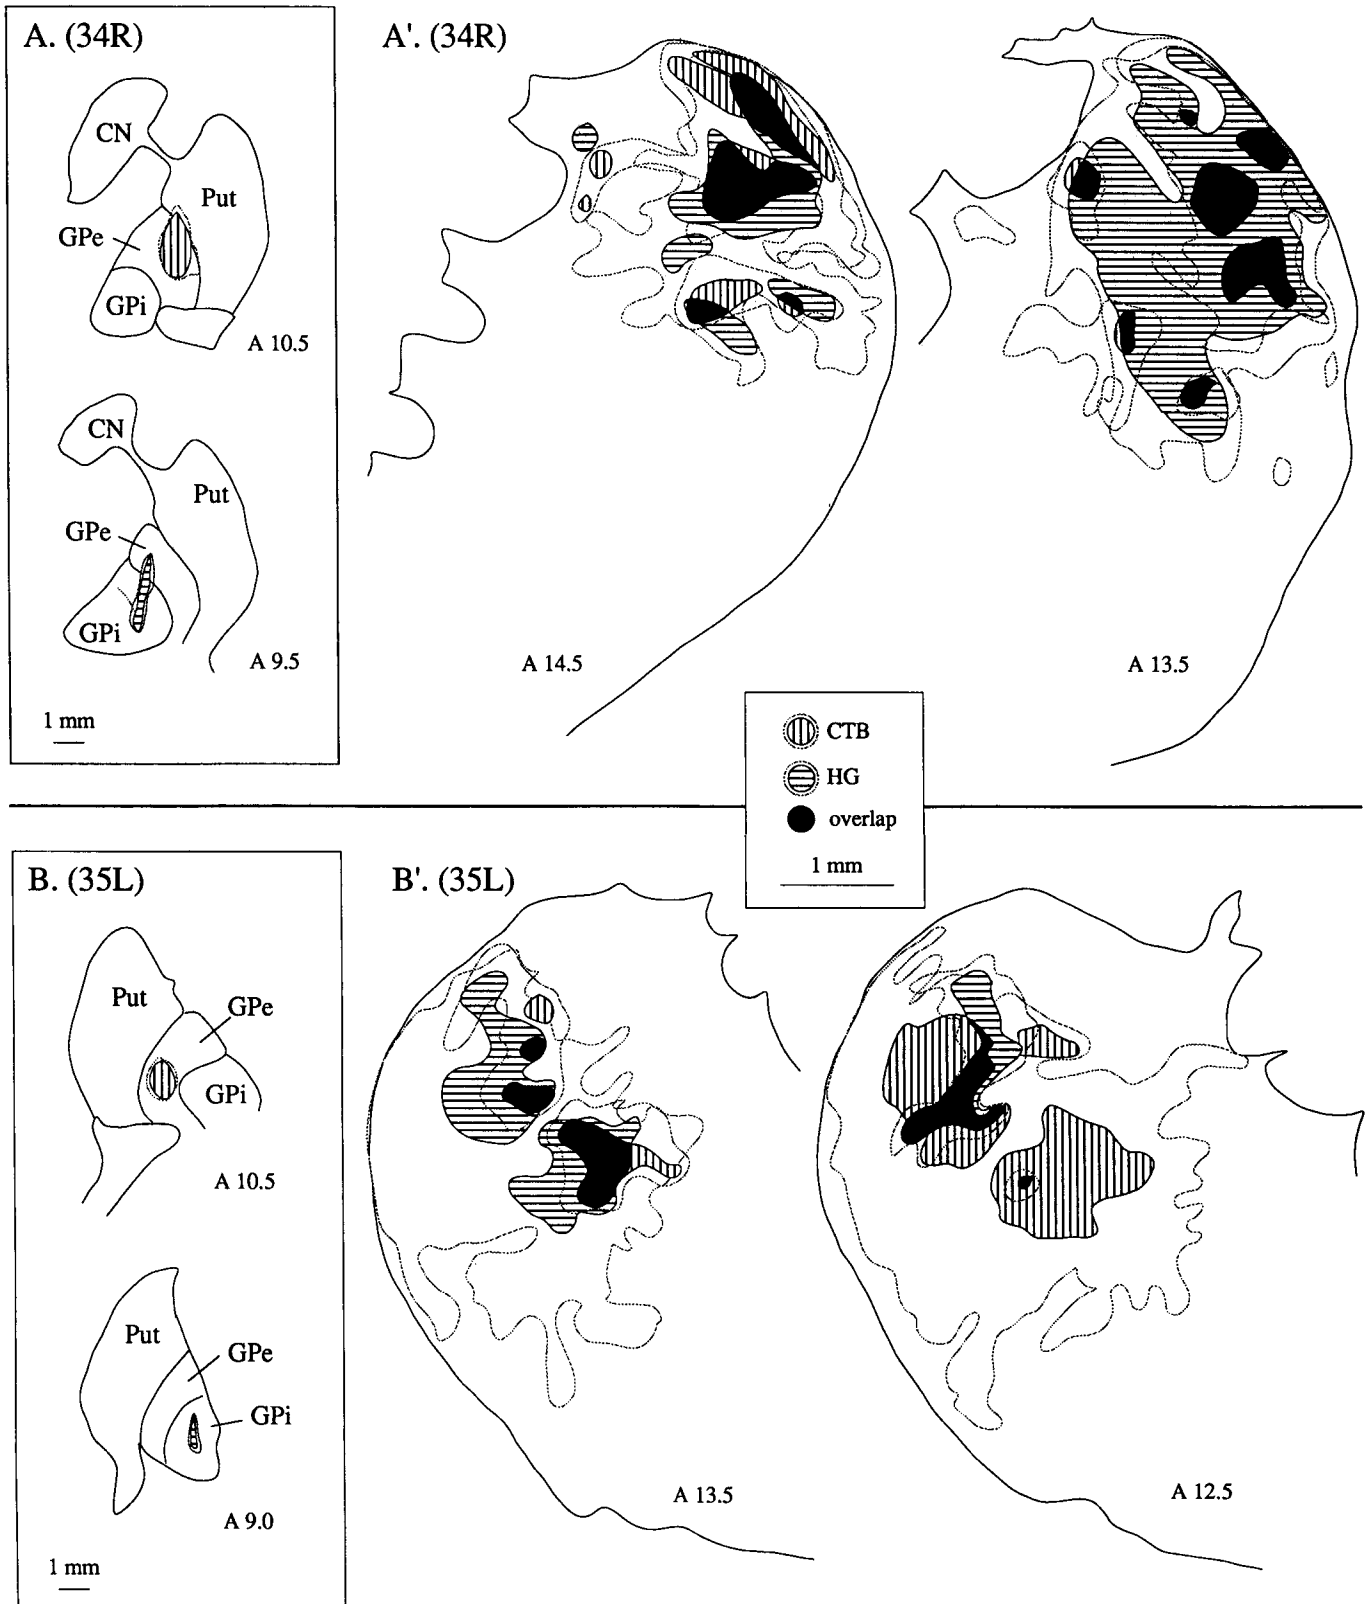 A. (34R)
CN
Put
GPe
GPi
A 10.5
CN
Put
GPe
GPi
A 9.5
1 mm
A'. (34R)
A 14.5
A 13.5
CTB
HG
overlap
1 mm
B. (35L)
Put
GPe
GPi
A 10.5
Put
GPe
GPi
A 9.0
1 mm
B'. (35L)
A 13.5
A 12.5